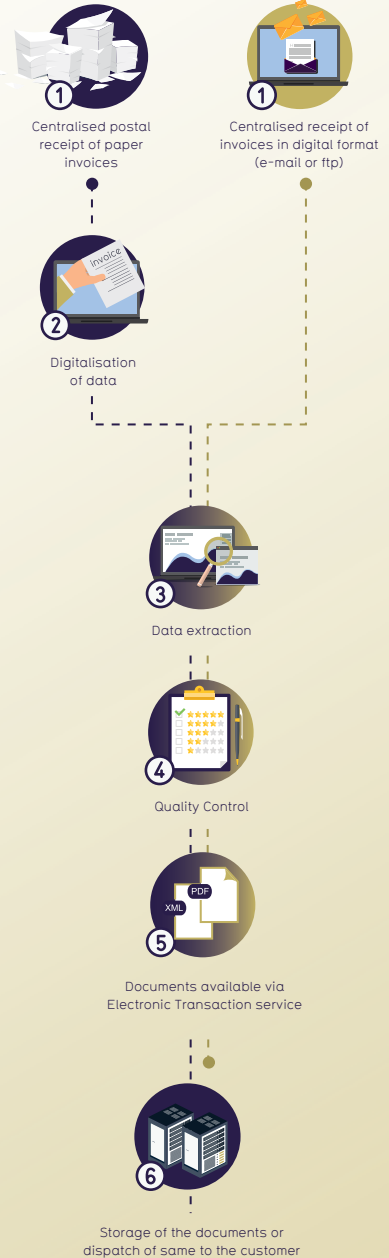 1
Centralised postal
receipt of paper
invoices
1
Centralised receipt of
invoices in digital format
(e-mail or ftp)
invoice
2
Digitalisation
of data
3
Data extraction
4
Quality Control
PDF
XML
5
Documents available via
Electronic Transaction service
6
Storage of the documents or
dispatch of same to the customer